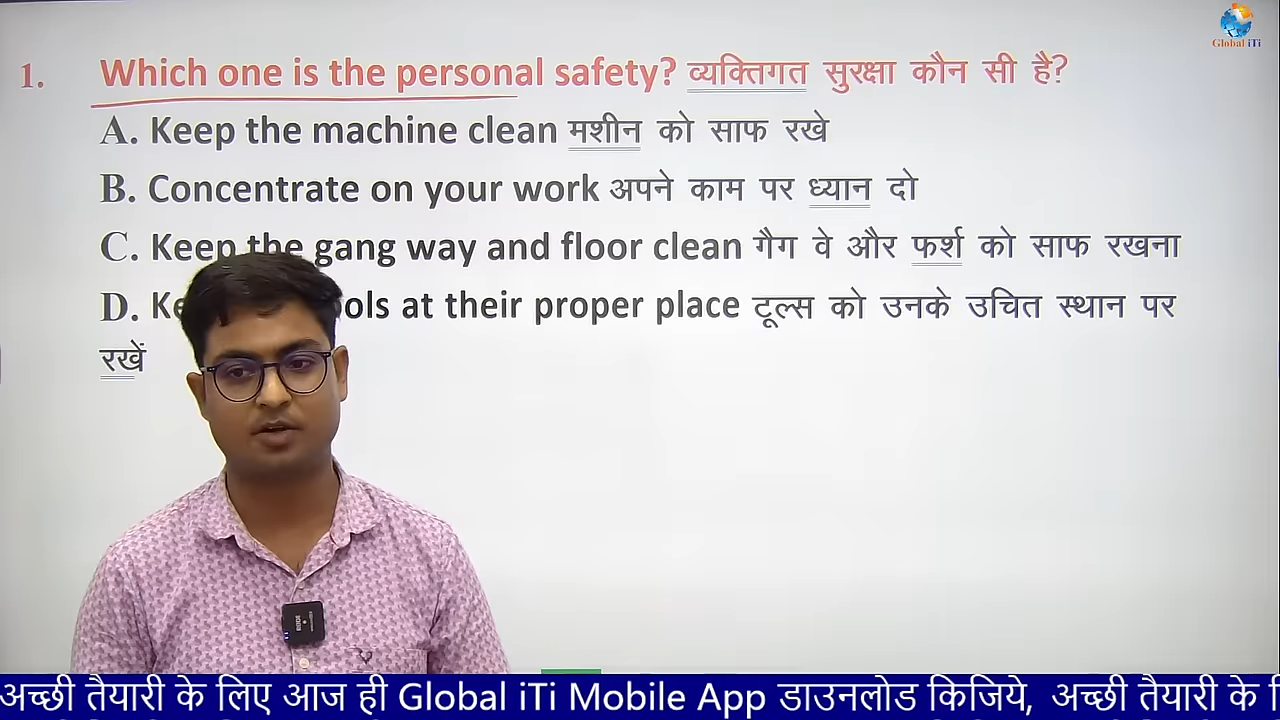 Global iTi
1. Which one is the personal safety? व्यक्तिगत सुरक्षा कौन सी है?
A. Keep the machine clean मशीन को साफ रखे
B. Concentrate on your work अपने काम पर ध्यान दो
C. Keep the gang way and floor clean गैग वे और फर्श को साफ रखना
D. at their proper place टूल्स को उनके उचित स्थान पर
रखें
अच्छी तैयारी के लिए आज ही Global iTi Mobile App डाउनलोड किजिये, अच्छी तैयारी के